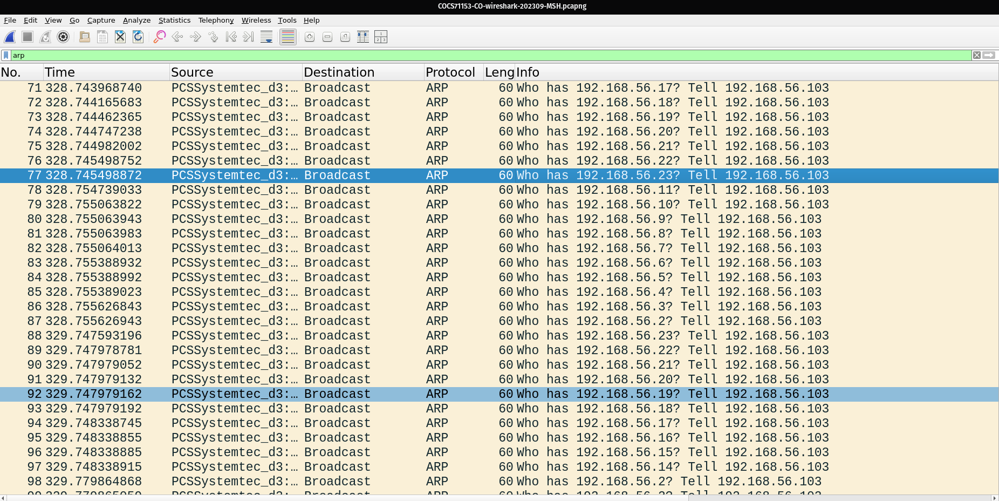 COCS71153-CO-wireshark-202309-MSH.pcapng
File Edit View Go Capture Analyze Statistics Telephony Wireless Tools Help
arp
No. Time Source Destination Protocol Leng Info
71 328.743968740 PCSSystemtec_d3:… Broadcast ARP 60 Who has 192.168.56.17? Tell 192.168.56.103
72 328.744165683 PCSSystemtec_d3:… Broadcast ARP 60 Who has 192.168.56.18? Tell 192.168.56.103
73 328.744462365 PCSSystemtec_d3:… Broadcast ARP 60 Who has 192.168.56.19? Tell 192.168.56.103
74 328.744747238 PCSSystemtec_d3:… Broadcast ARP 60 Who has 192.168.56.20? Tell 192.168.56.103
75 328.744982002 PCSSystemtec_d3:… Broadcast ARP 60 Who has 192.168.56.21? Tell 192.168.56.103
76 328.745498752 PCSSystemtec_d3:… Broadcast ARP 60 Who has 192.168.56.22? Tell 192.168.56.103
77 328.745498872 PCSSystemtec_d3:… Broadcast ARP 60 Who has 192.168.56.23? Tell 192.168.56.103
78 328.754739033 PCSSystemtec_d3:… Broadcast ARP 60 Who has 192.168.56.11? Tell 192.168.56.103
79 328.755063822 PCSSystemtec_d3:… Broadcast ARP 60 Who has 192.168.56.10? Tell 192.168.56.103
80 328.755063943 PCSSystemtec_d3:… Broadcast ARP 60 Who has 192.168.56.9? Tell 192.168.56.103
81 328.755063983 PCSSystemtec_d3:… Broadcast ARP 60 Who has 192.168.56.8? Tell 192.168.56.103
82 328.755064013 PCSSystemtec_d3:… Broadcast ARP 60 Who has 192.168.56.7? Tell 192.168.56.103
83 328.755388932 PCSSystemtec_d3:… Broadcast ARP 60 Who has 192.168.56.6? Tell 192.168.56.103
84 328.755388992 PCSSystemtec_d3:… Broadcast ARP 60 Who has 192.168.56.5? Tell 192.168.56.103
85 328.755389023 PCSSystemtec_d3:… Broadcast ARP 60 Who has 192.168.56.4? Tell 192.168.56.103
86 328.755626843 PCSSystemtec_d3:… Broadcast ARP 60 Who has 192.168.56.3? Tell 192.168.56.103
87 328.755626943 PCSSystemtec_d3:… Broadcast ARP 60 Who has 192.168.56.2? Tell 192.168.56.103
88 329.747593196 PCSSystemtec_d3:… Broadcast ARP 60 Who has 192.168.56.23? Tell 192.168.56.103
89 329.747978781 PCSSystemtec_d3:… Broadcast ARP 60 Who has 192.168.56.22? Tell 192.168.56.103
90 329.747979052 PCSSystemtec_d3:… Broadcast ARP 60 Who has 192.168.56.21? Tell 192.168.56.103
91 329.747979132 PCSSystemtec_d3:… Broadcast ARP 60 Who has 192.168.56.20? Tell 192.168.56.103
92 329.747979162 PCSSystemtec_d3:… Broadcast ARP 60 Who has 192.168.56.19? Tell 192.168.56.103
93 329.747979192 PCSSystemtec_d3:… Broadcast ARP 60 Who has 192.168.56.18? Tell 192.168.56.103
94 329.748338745 PCSSystemtec_d3:… Broadcast ARP 60 Who has 192.168.56.17? Tell 192.168.56.103
95 329.748338855 PCSSystemtec_d3:… Broadcast ARP 60 Who has 192.168.56.16? Tell 192.168.56.103
96 329.748338885 PCSSystemtec_d3:… Broadcast ARP 60 Who has 192.168.56.15? Tell 192.168.56.103
97 329.748338915 PCSSystemtec_d3:… Broadcast ARP 60 Who has 192.168.56.14? Tell 192.168.56.103
98 329.779864868 PCSSystemtec_d3:… Broadcast ARP 60 Who has 192.168.56.2? Tell 192.168.56.103